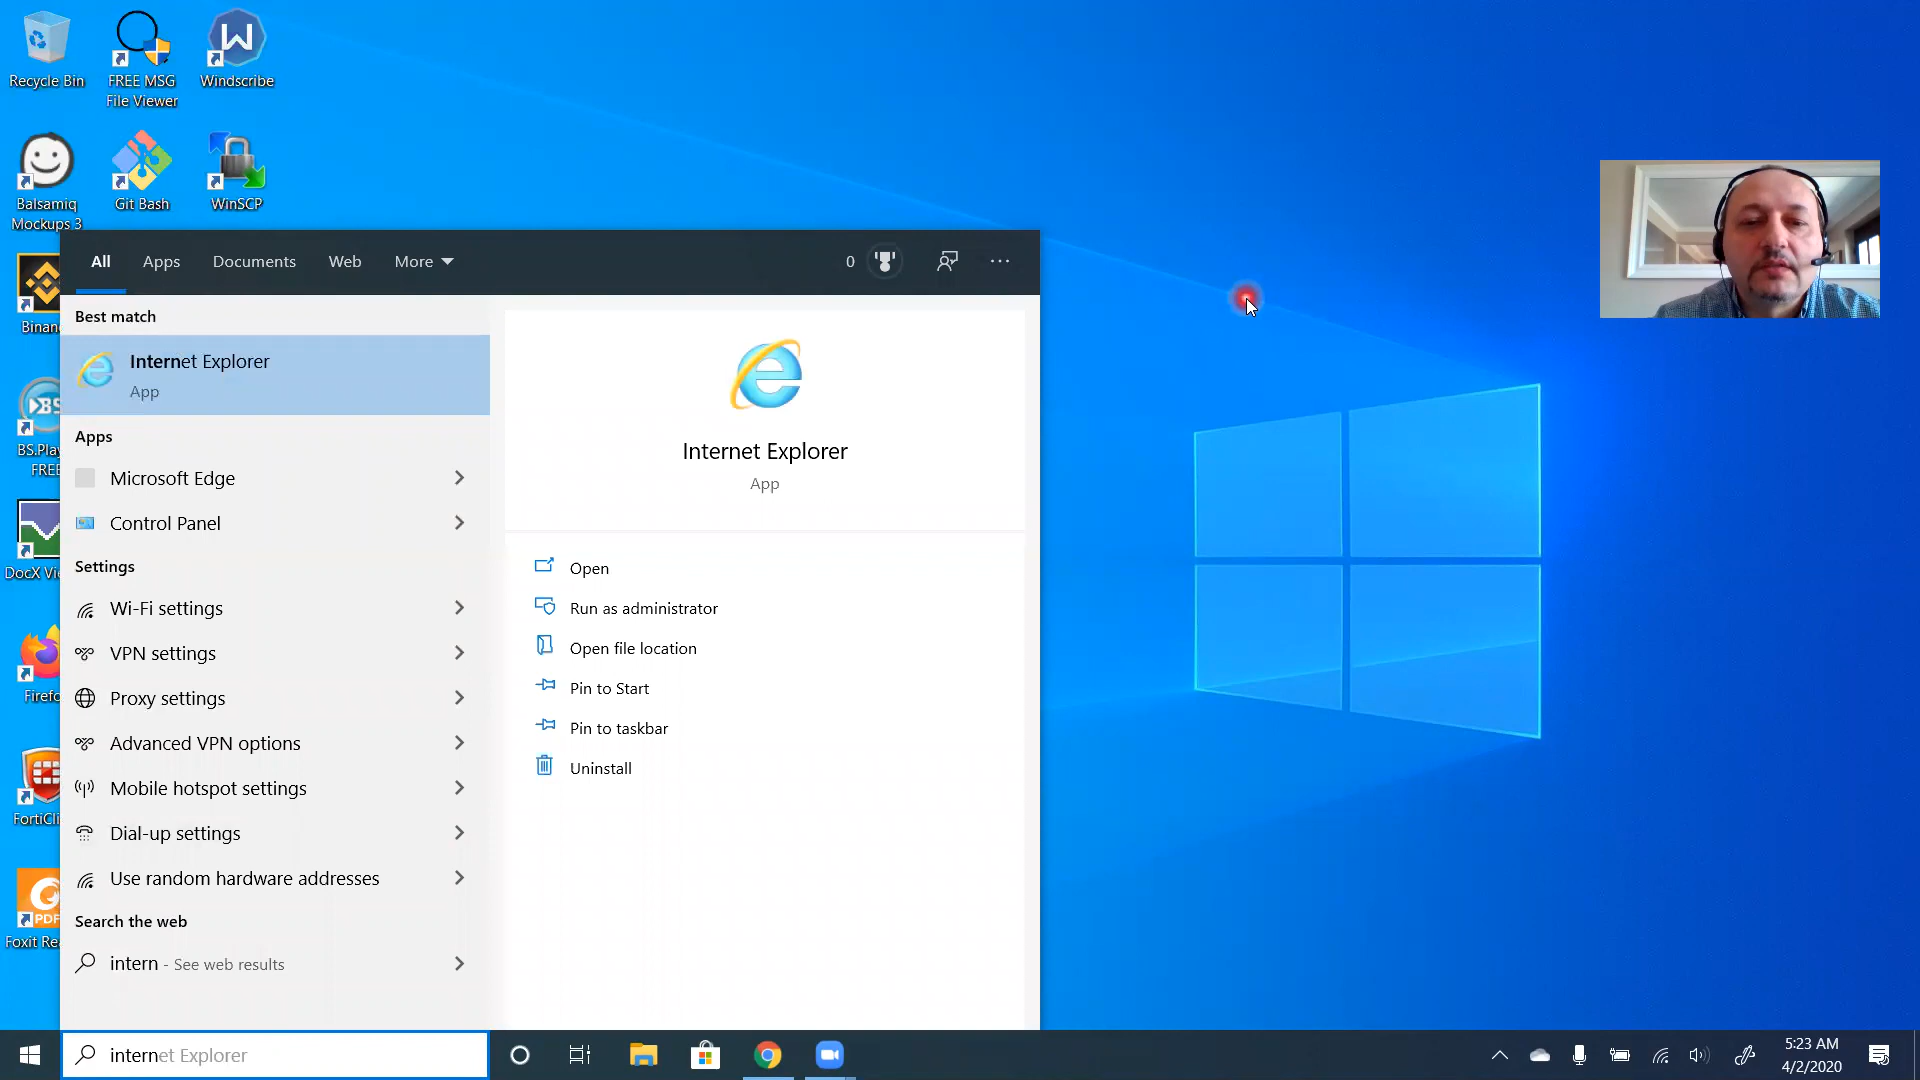 Recycle Bin
FREE MSG
File Viewer
Windscribe
Balsamiq
Mockups 3
Git Bash
WinSCP
Binan
BS.Play
FREE
DocX Vie
Firefo
FortiCli
PDF
Foxit Rea
All
Apps
Documents
Web
More
0
Best match
Internet Explorer
App
Apps
Microsoft Edge
Control Panel
Settings
Wi-Fi settings
VPN settings
Proxy settings
Advanced VPN options
Mobile hotspot settings
Dial-up settings
Use random hardware addresses
Search the web
intern - See web results
Internet Explorer
App
Open
Run as administrator
Open file location
Pin to Start
Pin to taskbar
Uninstall
internet Explorer
5:23 AM
4/2/2020